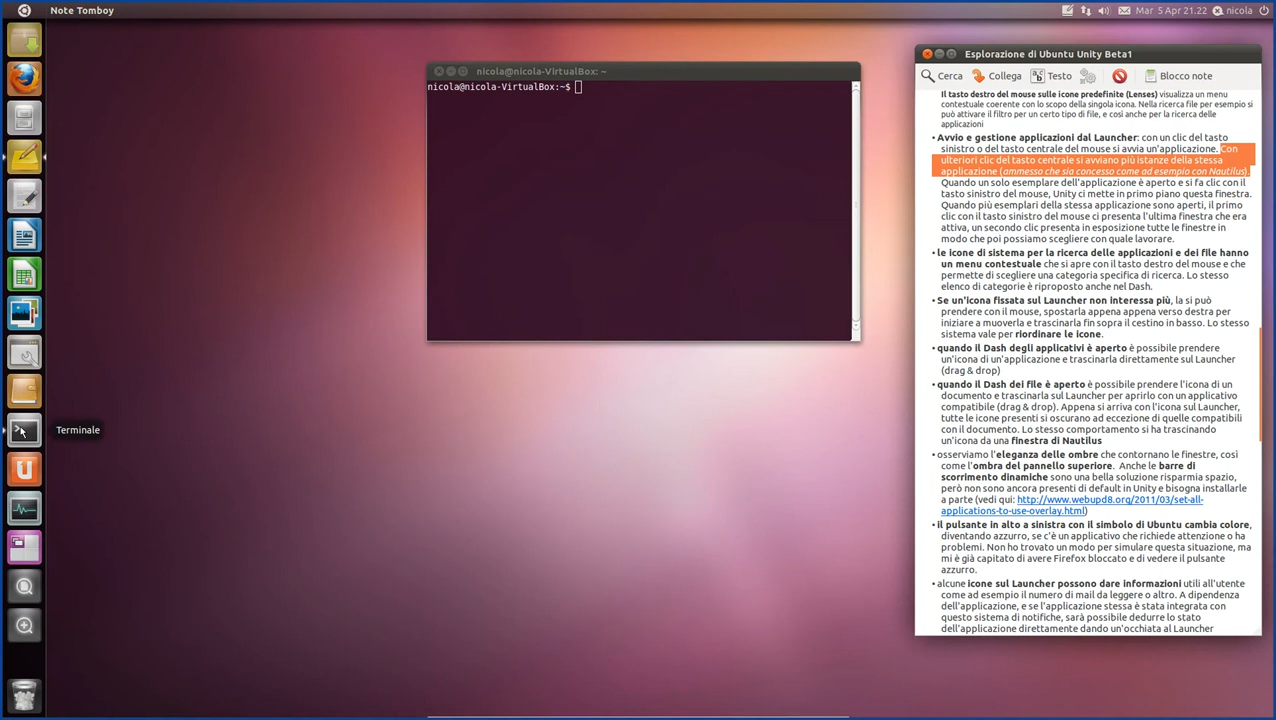 Note Tomboy
Mar 5 Apr 21.22
nicola
nicola@nicola-VirtualBox: ~
nicola@nicola-VirtualBox:~$
Terminale
Esplorazione di Ubuntu Unity Beta1
Cerca
Collega
Testo
Blocco note
Il tasto destro del mouse sulle icone predefinite (Lenses) visualizza un menu
contestuale coerente con lo scopo della singola icona. Nella ricerca file per esempio si
può attivare il filtro per un certo tipo di file, e così anche per la ricerca delle
applicazioni
• Avvio e gestione applicazioni dal Launcher: con un clic del tasto
sinistro o del tasto centrale del mouse si avvia un'applicazione. Con
ulteriori clic del tasto centrale si avviano più istanze della stessa
applicazione (ammesso che sia concesso come ad esempio con Nautilus).
Quando un solo esemplare dell'applicazione è aperto e si fa clic con il
tasto sinistro del mouse, Unity ci mette in primo piano questa finestra.
Quando più esemplari della stessa applicazione sono aperti, il primo
clic con il tasto sinistro del mouse ci presenta l'ultima finestra che era
attiva, un secondo clic presenta in esposizione tutte le finestre in
modo che poi possiamo scegliere con quale lavorare.
• le icone di sistema per la ricerca delle applicazioni e dei file hanno
un menu contestuale che si apre con il tasto destro del mouse e che
permette di scegliere una categoria specifica di ricerca. Lo stesso
elenco di categorie è riproposto anche nel Dash.
• Se un'icona fissata sul Launcher non interessa più, la si può
prendere con il mouse, spostarla appena appena verso destra per
iniziare a muoverla e trascinarla fin sopra il cestino in basso. Lo stesso
sistema vale per riordinare le icone.
• quando il Dash degli applicativi è aperto è possibile prendere
un'icona di un'applicazione e trascinarla direttamente sul Launcher
(drag & drop)
• quando il Dash dei file è aperto è possibile prendere l'icona di un
documento e trascinarla sul Launcher per aprirlo con un applicativo
compatibile (drag & drop). Appena si arriva con l'icona sul Launcher,
tutte le icone presenti si oscurano ad eccezione di quelle compatibili
con il documento. Lo stesso comportamento si ha trascinando
un'icona da una finestra di Nautilus
• osserviamo l'eleganza delle ombre che contornano le finestre, così
come l'ombra del pannello superiore.  Anche le barre di
scorrimento dinamiche sono una bella soluzione risparmia spazio,
però non sono ancora presenti di default in Unity e bisogna installarle
a parte (vedi qui: http://www.webupd8.org/2011/03/set-all-
applications-to-use-overlay.html)
• il pulsante in alto a sinistra con il simbolo di Ubuntu cambia colore,
diventando azzurro, se c'è un applicativo che richiede attenzione o ha
problemi. Non ho trovato un modo per simulare questa situazione, ma
mi è già capitato di avere Firefox bloccato e di vedere il pulsante
azzurro.
• alcune icone sul Launcher possono dare informazioni utili all'utente
come ad esempio il numero di mail da leggere o altro. A dipendenza
dell'applicazione, e se l'applicazione stessa è stata integrata con
questo sistema di notifiche, sarà possibile dedurre lo stato
dell'applicazione direttamente dando un'occhiata al Launcher